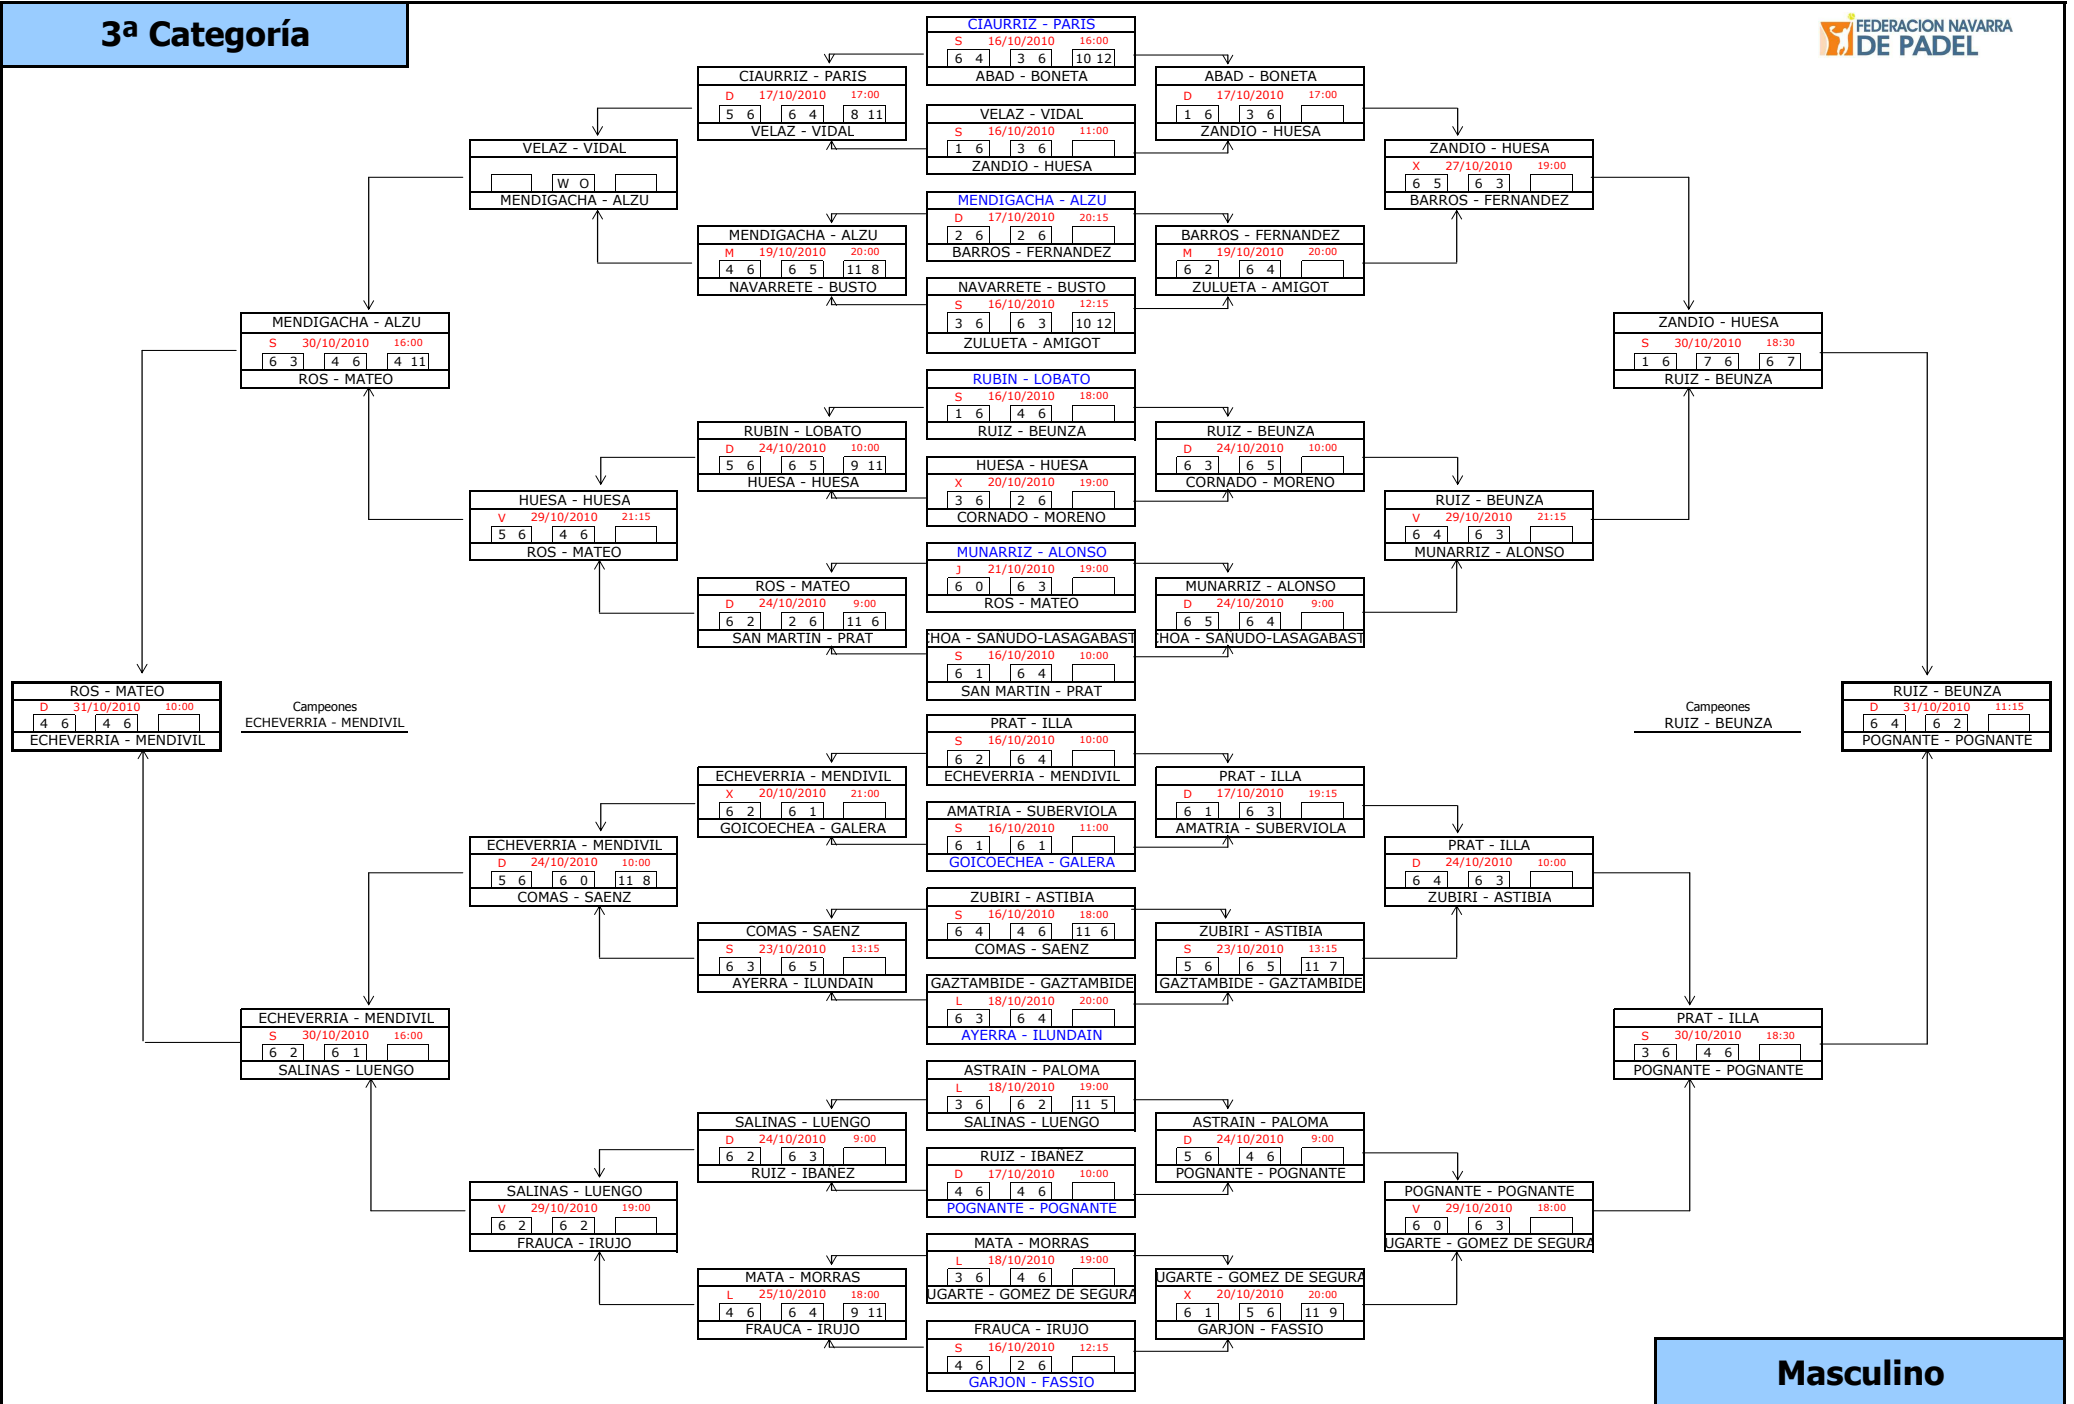 3ª Categoría
FEDERACION NAVARRA
DE PADEL
ROS - MATEO
D 31/10/2010 10:00
4 6 4 6
ECHEVERRIA - MENDIVIL
Campeones
ECHEVERRIA - MENDIVIL
MENDIGACHA - ALZU
S 30/10/2010 16:00
6 3 4 6 4 11
ROS - MATEO
ECHEVERRIA - MENDIVIL
S 30/10/2010 16:00
6 2 6 1
SALINAS - LUENGO
VELAZ - VIDAL
W O
MENDIGACHA - ALZU
HUESA - HUESA
V 29/10/2010 21:15
5 6 4 6
ROS - MATEO
ECHEVERRIA - MENDIVIL
D 24/10/2010 10:00
5 6 6 0 11 8
COMAS - SAENZ
SALINAS - LUENGO
V 29/10/2010 19:00
6 2 6 2
FRAUCA - IRUJO
CIAURRIZ - PARIS
D 17/10/2010 17:00
5 6 6 4 8 11
VELAZ - VIDAL
MENDIGACHA - ALZU
M 19/10/2010 20:00
4 6 6 5 11 8
NAVARRETE - BUSTO
RUBIN - LOBATO
D 24/10/2010 10:00
5 6 6 5 9 11
HUESA - HUESA
ROS - MATEO
D 24/10/2010 9:00
6 2 2 6 11 6
SAN MARTIN - PRAT
ECHEVERRIA - MENDIVIL
X 20/10/2010 21:00
6 2 6 1
GOICOECHEA - GALERA
COMAS - SAENZ
S 23/10/2010 13:15
6 3 6 5
AYERRA - ILUNDAIN
SALINAS - LUENGO
D 24/10/2010 9:00
6 2 6 3
RUIZ - IBAÑEZ
MATA - MORRAS
L 25/10/2010 18:00
4 6 6 4 9 11
FRAUCA - IRUJO
CIAURRIZ - PARIS
S 16/10/2010 16:00
6 4 3 6 10 12
ABAD - BONETA
VELAZ - VIDAL
S 16/10/2010 11:00
1 6 3 6
ZANDIO - HUESA
MENDIGACHA - ALZU
D 17/10/2010 20:15
2 6 2 6
BARROS - FERNANDEZ
NAVARRETE - BUSTO
S 16/10/2010 12:15
3 6 6 3 10 12
ZULUETA - AMIGOT
RUBIN - LOBATO
S 16/10/2010 18:00
1 6 4 6
RUIZ - BEUNZA
HUESA - HUESA
X 20/10/2010 19:00
3 6 2 6
CORNADO - MORENO
MUNARRIZ - ALONSO
J 21/10/2010 19:00
6 0 6 3
ROS - MATEO
CHOA - SAÑUDO-LASAGABAST
S 16/10/2010 10:00
6 1 6 4
SAN MARTIN - PRAT
PRAT - ILLA
S 16/10/2010 10:00
6 2 6 4
ECHEVERRIA - MENDIVIL
AMATRIA - SUBERVIOLA
S 16/10/2010 11:00
6 1 6 1
GOICOECHEA - GALERA
ZUBIRI - ASTIBIA
S 16/10/2010 18:00
6 4 4 6 11 6
COMAS - SAENZ
GAZTAMBIDE - GAZTAMBIDE
L 18/10/2010 20:00
6 3 6 4
AYERRA - ILUNDAIN
ASTRAIN - PALOMA
L 18/10/2010 19:00
3 6 6 2 11 5
SALINAS - LUENGO
RUIZ - IBAÑEZ
D 17/10/2010 10:00
4 6 4 6
POGNANTE - POGNANTE
MATA - MORRAS
L 18/10/2010 19:00
3 6 4 6
UGARTE - GOMEZ DE SEGURA
FRAUCA - IRUJO
S 16/10/2010 12:15
4 6 2 6
GARJON - FASSIO
ABAD - BONETA
D 17/10/2010 17:00
1 6 3 6
ZANDIO - HUESA
BARROS - FERNANDEZ
M 19/10/2010 20:00
6 2 6 4
ZULUETA - AMIGOT
RUIZ - BEUNZA
D 24/10/2010 10:00
6 3 6 5
CORNADO - MORENO
MUNARRIZ - ALONSO
D 24/10/2010 9:00
6 5 6 4
CHOA - SAÑUDO-LASAGABAST
PRAT - ILLA
D 17/10/2010 19:15
6 1 6 3
AMATRIA - SUBERVIOLA
ZUBIRI - ASTIBIA
S 23/10/2010 13:15
5 6 6 5 11 7
GAZTAMBIDE - GAZTAMBIDE
ASTRAIN - PALOMA
D 24/10/2010 9:00
5 6 4 6
POGNANTE - POGNANTE
UGARTE - GOMEZ DE SEGURA
X 20/10/2010 20:00
6 1 5 6 11 9
GARJON - FASSIO
ZANDIO - HUESA
X 27/10/2010 19:00
6 5 6 3
BARROS - FERNANDEZ
RUIZ - BEUNZA
V 29/10/2010 21:15
6 4 6 3
MUNARRIZ - ALONSO
PRAT - ILLA
D 24/10/2010 10:00
6 4 6 3
ZUBIRI - ASTIBIA
POGNANTE - POGNANTE
V 29/10/2010 18:00
6 0 6 3
UGARTE - GOMEZ DE SEGURA
ZANDIO - HUESA
S 30/10/2010 18:30
1 6 7 6 6 7
RUIZ - BEUNZA
PRAT - ILLA
S 30/10/2010 18:30
3 6 4 6
POGNANTE - POGNANTE
Campeones
RUIZ - BEUNZA
RUIZ - BEUNZA
D 31/10/2010 11:15
6 4 6 2
POGNANTE - POGNANTE
Masculino